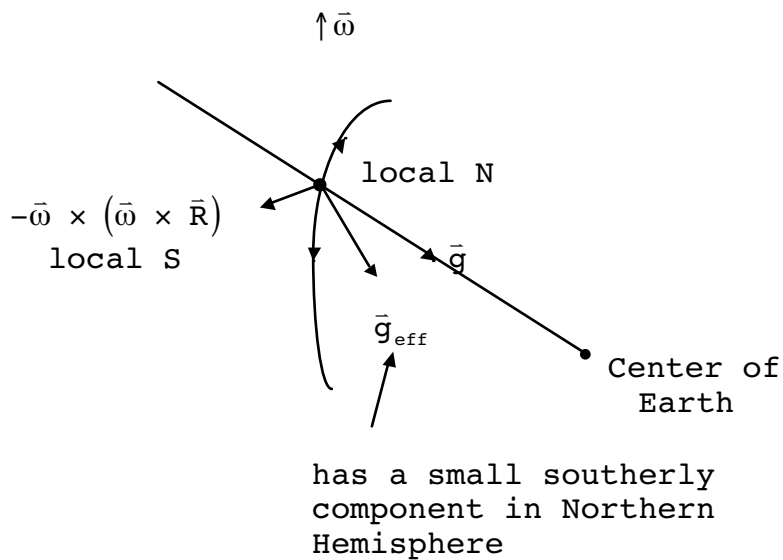 ↑ω⃗
local N
−ω⃗ × (ω⃗ × R⃗)
local S
g⃗
g⃗eff
Center of
Earth
has a small southerly
component in Northern
Hemisphere